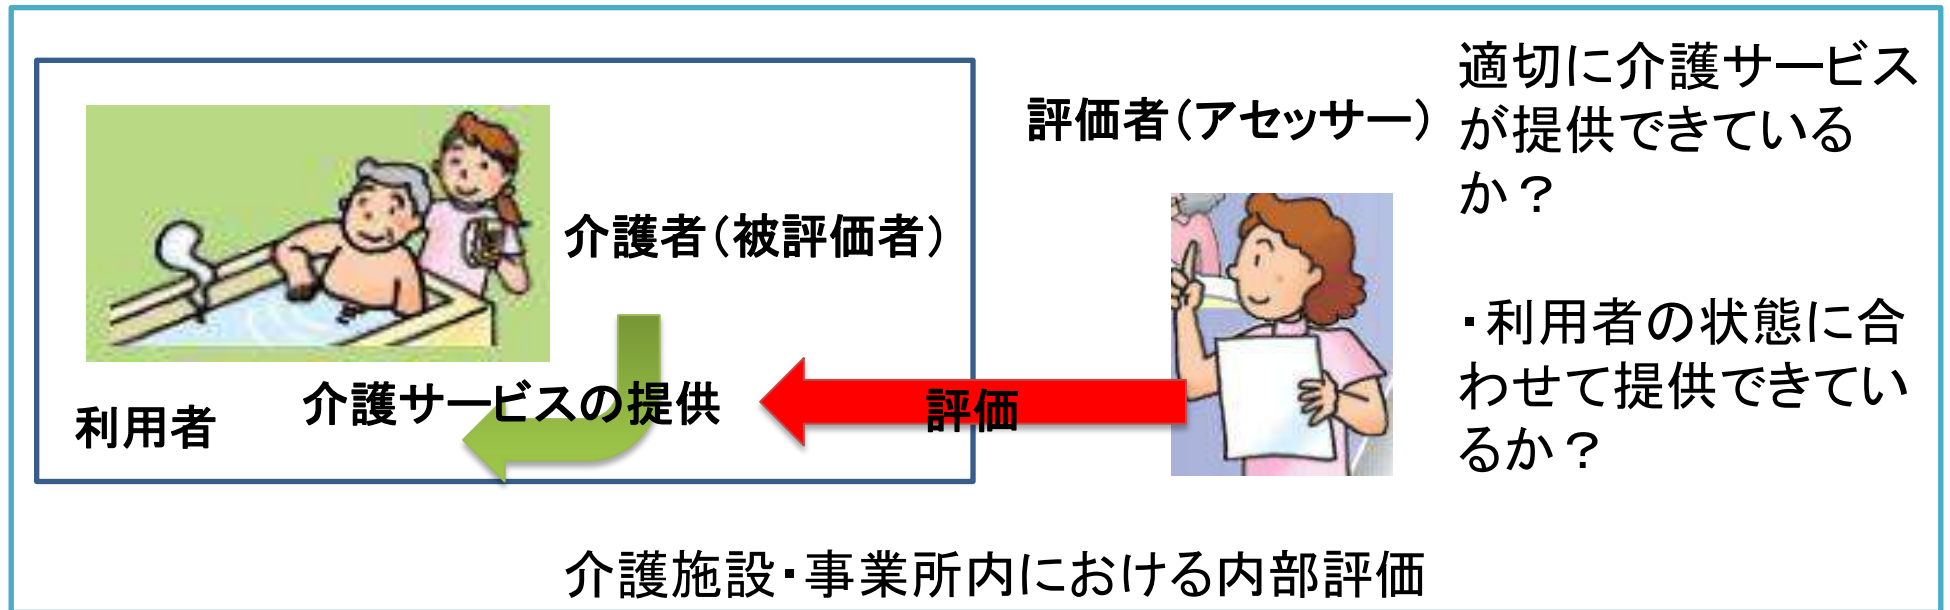 評価者（アセッサー）
介護者（被評価者）
介護サービスの提供
利用者
評価
適切に介護サービス
が提供できている
か？
・利用者の状態に合
わせて提供できてい
るか？
介護施設・事業所内における内部評価